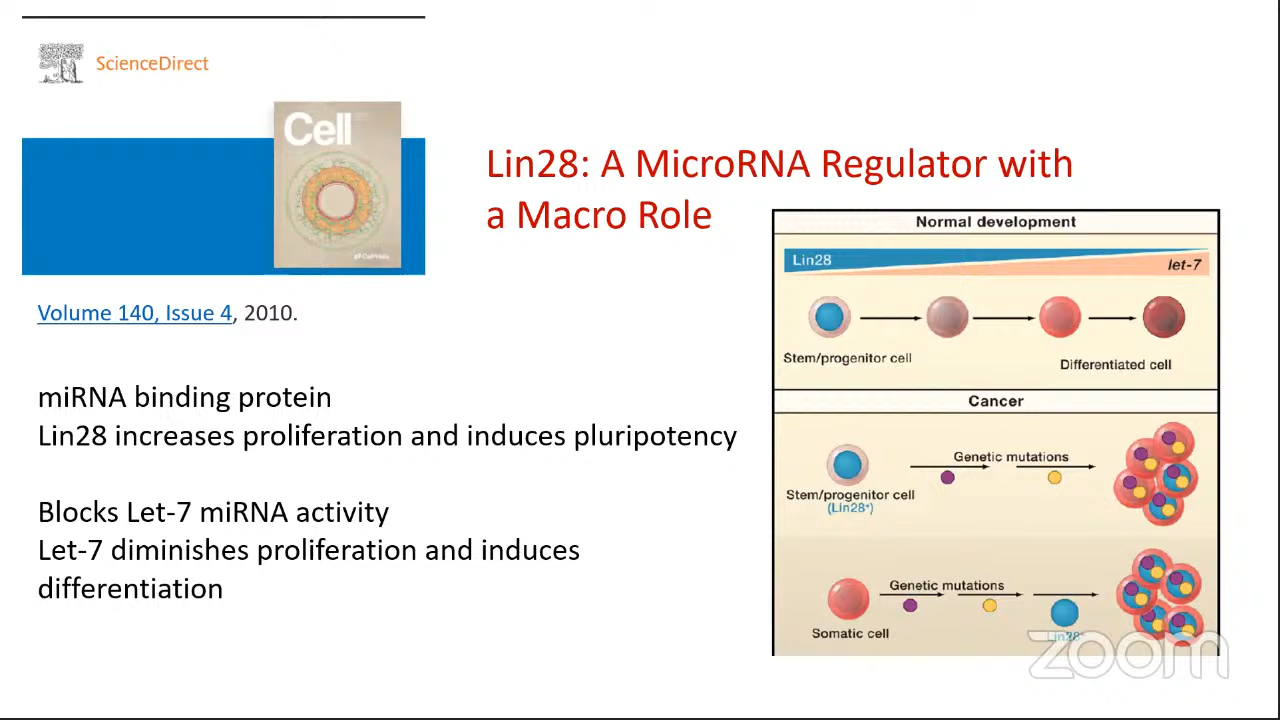 ScienceDirect
Cell
Lin28: A MicroRNA Regulator with
a Macro Role
Volume 140, Issue 4, 2010.
miRNA binding protein
Lin28 increases proliferation and induces pluripotency
Blocks Let-7 miRNA activity
Let-7 diminishes proliferation and induces
differentiation
Normal development
Lin28
let-7
Stem/progenitor cell
Differentiated cell
Cancer
Genetic mutations
Stem/progenitor cell
(Lin28⁺)
Genetic mutations
Somatic cell
Lin28⁺
zoom